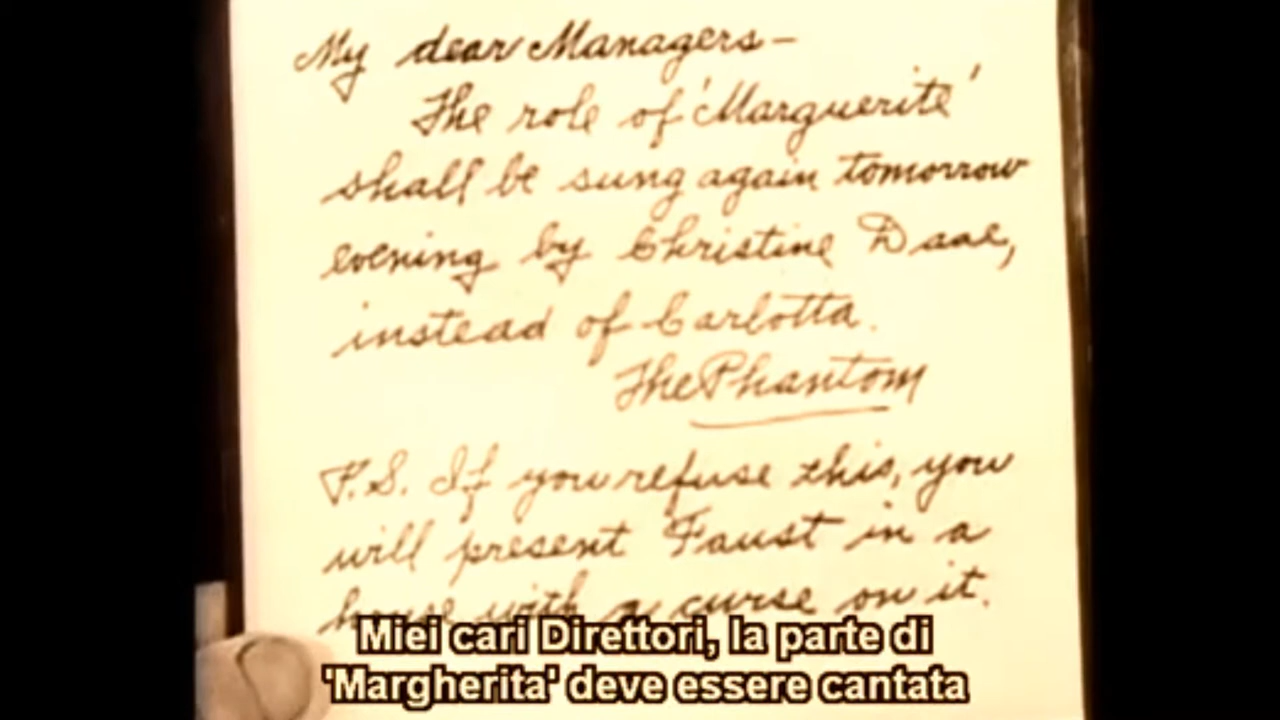 My dear Managers—
The role of 'Marguerite'
shall be sung again tomorrow
evening by Christine Daae,
instead of Carlotta.
The Phantom
P.S. If you refuse this, you
will present Faust in a
house with a curse on it.
Miei cari Direttori, la parte di
'Margherita' deve essere cantata